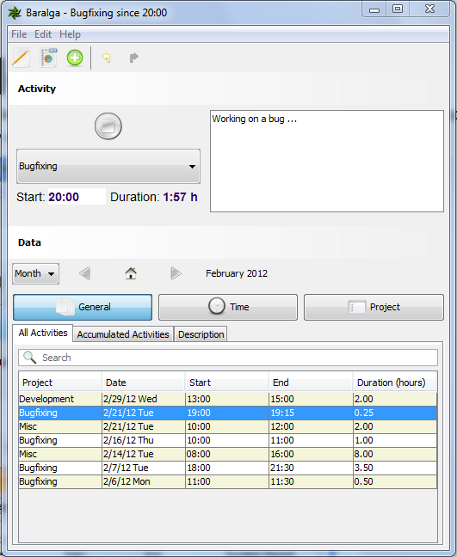 Baralga - Bugfixing since 20:00
File Edit Help
Activity
Working on a bug ...
Bugfixing
Start: 20:00 Duration: 1:57 h
Data
Month February 2012
General Time Project
All Activities Accumulated Activities Description
Search
Project Date Start End Duration (hours)
Development 2/29/12 Wed 13:00 15:00 2.00
Bugfixing 2/21/12 Tue 19:00 19:15 0.25
Misc 2/21/12 Tue 10:00 12:00 2.00
Bugfixing 2/16/12 Thu 10:00 11:00 1.00
Misc 2/14/12 Tue 08:00 16:00 8.00
Bugfixing 2/7/12 Tue 18:00 21:30 3.50
Bugfixing 2/6/12 Mon 11:00 11:30 0.50